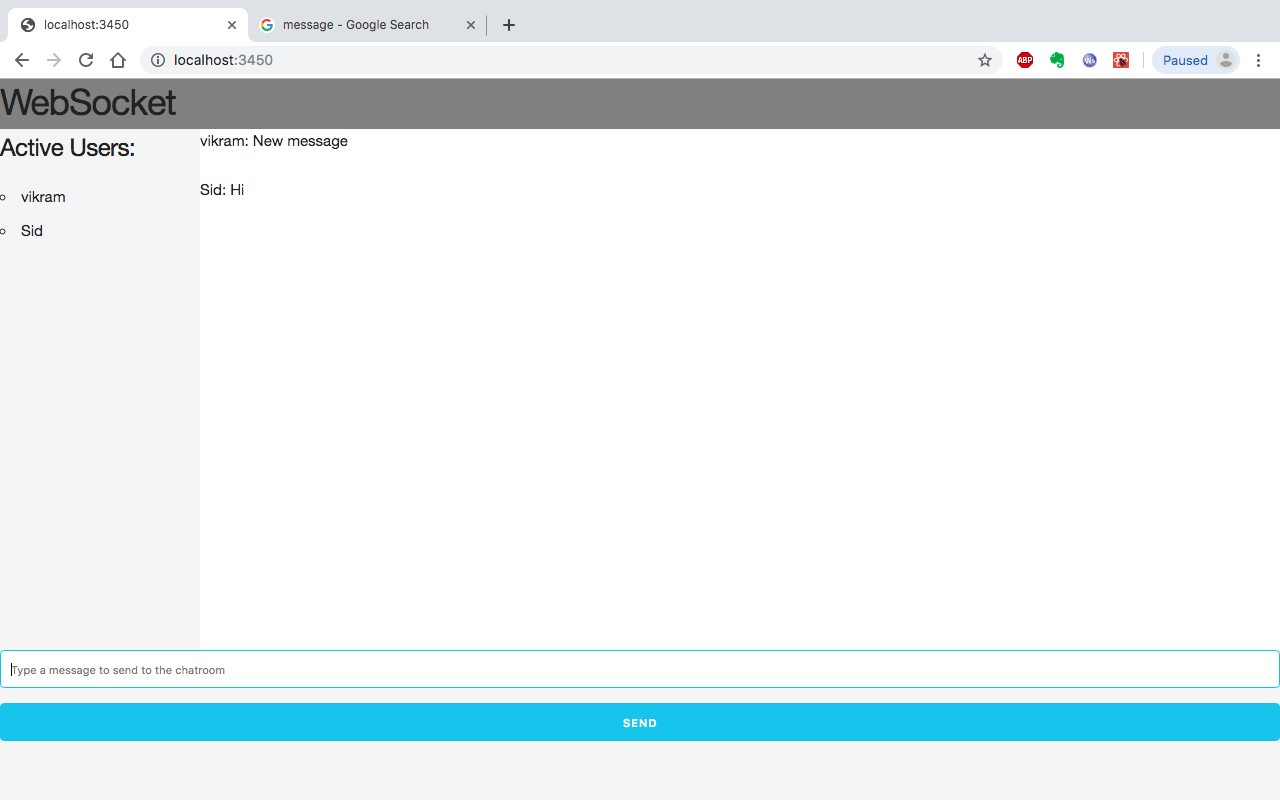 localhost:3450
message - Google Search
localhost:3450
ABP
Ws
Paused
WebSocket
Active Users:
vikram
Sid
vikram: New message
Sid: Hi
Type a message to send to the chatroom
SEND